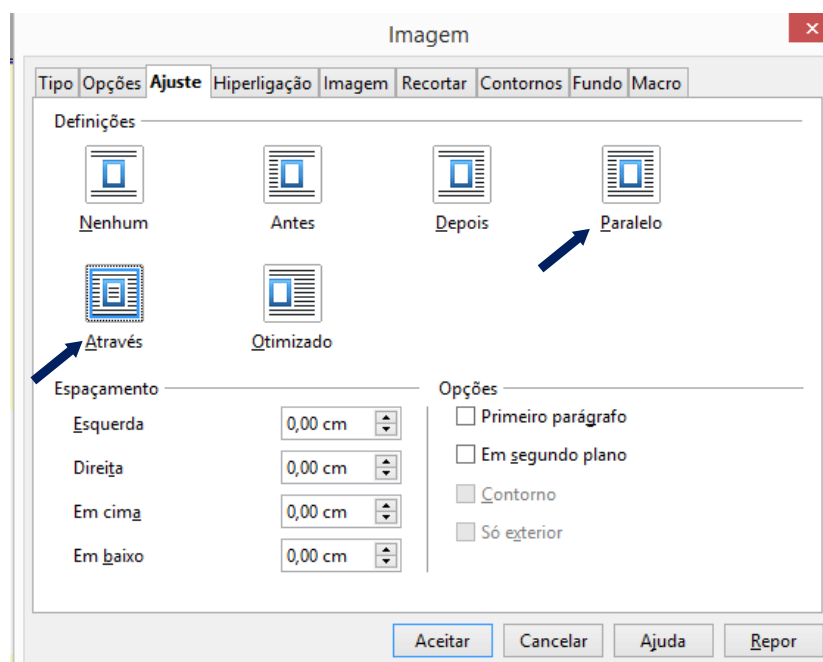 Imagem
Tipo Opções Ajuste Hiperligação Imagem Recortar Contornos Fundo Macro
Definições
Nenhum Antes Depois Paralelo
Através Otimizado
Espaçamento Opções
Esquerda 0,00 cm Primeiro parágrafo
Direita 0,00 cm Em segundo plano
Em cima 0,00 cm Contorno
Em baixo 0,00 cm Só exterior
Aceitar Cancelar Ajuda Repor